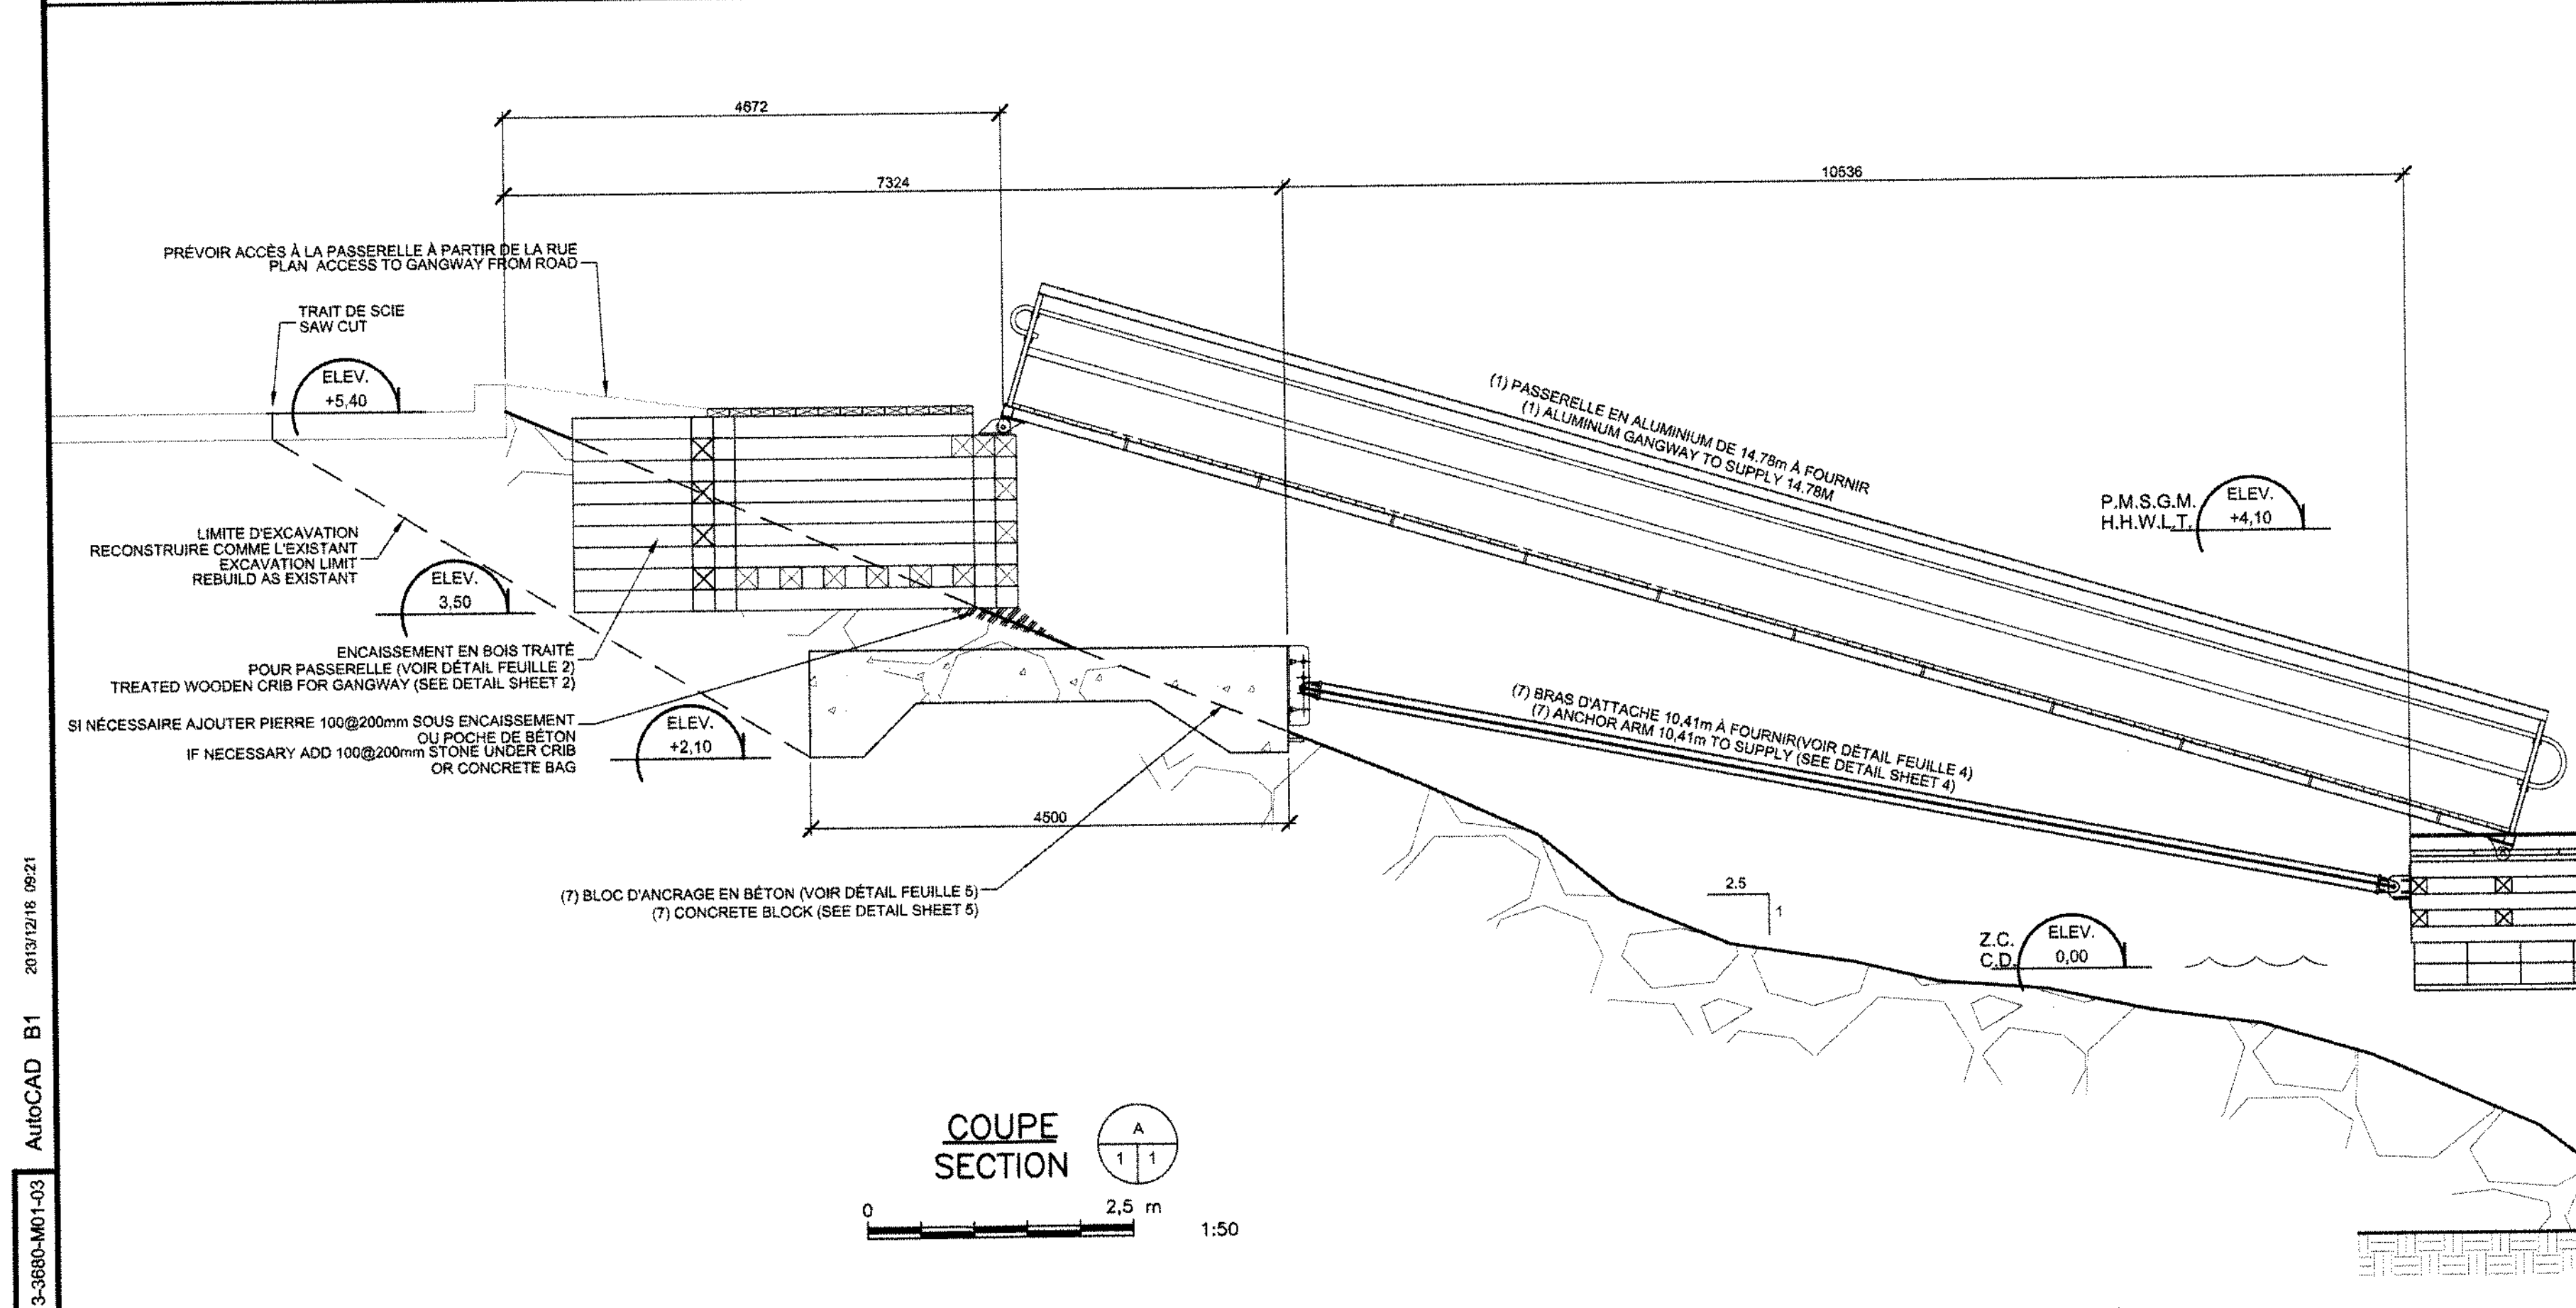 4672
7324
10536
PRÉVOIR ACCÈS À LA PASSERELLE À PARTIR DE LA RUE
PLAN ACCESS TO GANGWAY FROM ROAD
TRAIT DE SCIE
SAW CUT
ELEV.
+5,40
(1) PASSERELLE EN ALUMINIUM DE 14.78m À FOURNIR
(1) ALUMINUM GANGWAY TO SUPPLY 14.78M
P.M.S.G.M.
H.H.W.L.T.
ELEV.
+4,10
LIMITE D'EXCAVATION
RECONSTRUIRE COMME L'EXISTANT
EXCAVATION LIMIT
REBUILD AS EXISTANT
ELEV.
3,50
ENCAISSEMENT EN BOIS TRAITÉ
POUR PASSERELLE (VOIR DÉTAIL FEUILLE 2)
TREATED WOODEN CRIB FOR GANGWAY (SEE DETAIL SHEET 2)
SI NÉCESSAIRE AJOUTER PIERRE 100@200mm SOUS ENCAISSEMENT
OU POCHE DE BÉTON
IF NECESSARY ADD 100@200mm STONE UNDER CRIB
OR CONCRETE BAG
ELEV.
+2,10
(7) BRAS D'ATTACHE 10,41m À FOURNIR(VOIR DÉTAIL FEUILLE 4)
(7) ANCHOR ARM 10,41m TO SUPPLY (SEE DETAIL SHEET 4)
4500
(7) BLOC D'ANCRAGE EN BÉTON (VOIR DÉTAIL FEUILLE 5)
(7) CONCRETE BLOCK (SEE DETAIL SHEET 5)
2.5
1
Z.C.
C.D.
ELEV.
0,00
COUPE
SECTION
A
1 1
0 2,5 m
1:50
3-3680-M01-03 AutoCAD B1 2013/12/18 09:21